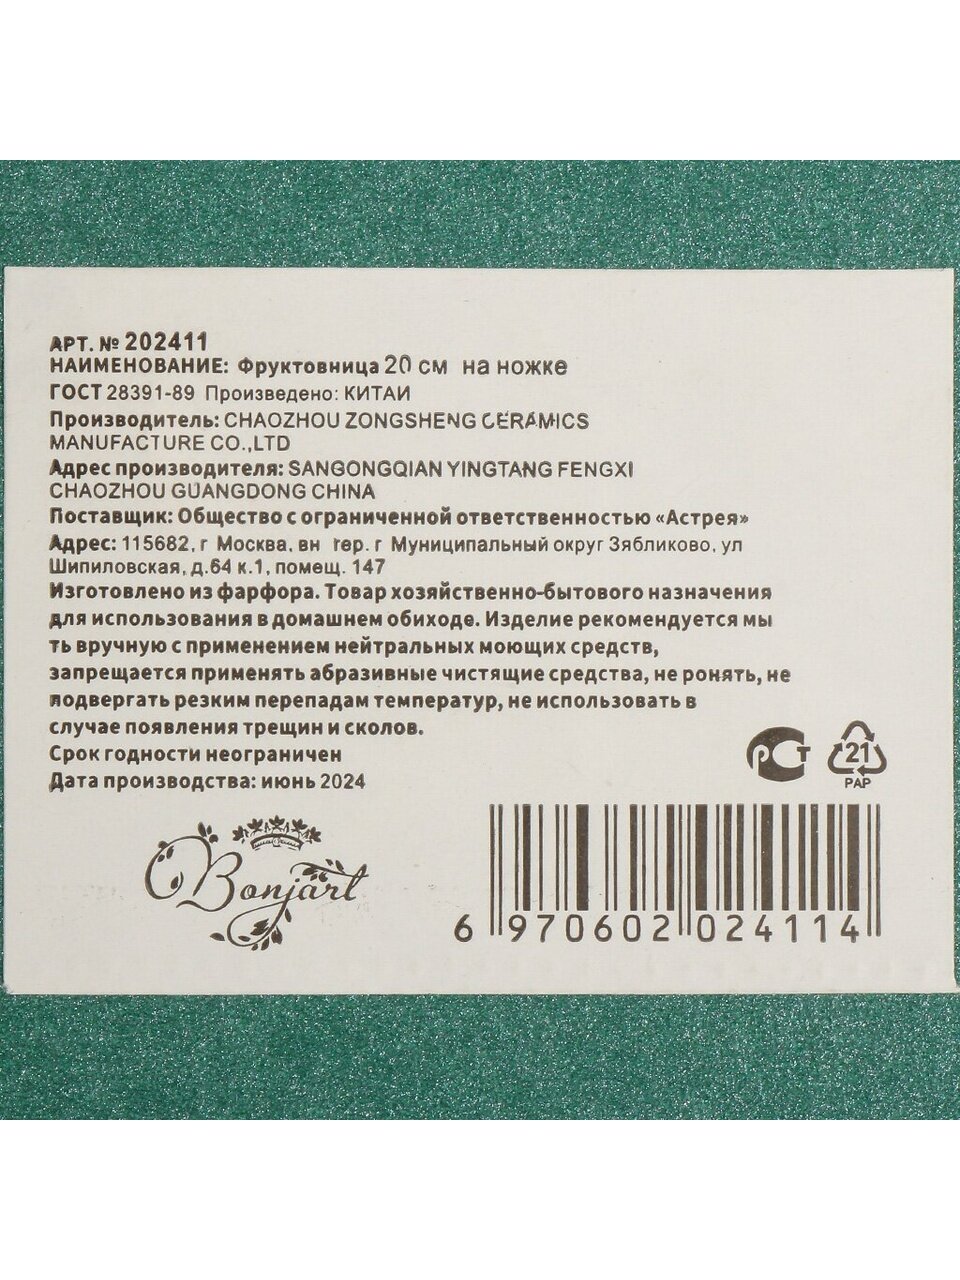 АРТ. № 202411
НАИМЕНОВАНИЕ: Фруктовница 20 см на ножке
ГОСТ 28391-89 Произведено: КИТАЙ
Производитель: CHAOZHOU ZONGSHENG CERAMICS
MANUFACTURE CO.,LTD
Адрес производителя: SANGONGQIAN YINGTANG FENGXI
CHAOZHOU GUANGDONG CHINA
Поставщик: Общество с ограниченной ответственностью «Астрея»
Адрес: 115682, г Москва, вн тер. г Муниципальный округ Зябликово, ул
Шипиловская, д.64 к.1, помещ. 147
Изготовлено из фарфора. Товар хозяйственно-бытового назначения
для использования в домашнем обиходе. Изделие рекомендуется мы
ть вручную с применением нейтральных моющих средств,
запрещается применять абразивные чистящие средства, не ронять, не
подвергать резким перепадам температур, не использовать в
случае появления трещин и сколов.
Срок годности неограничен
Дата производства: июнь 2024
РСТ
21
PAP
Bonjart
6 970602 024114